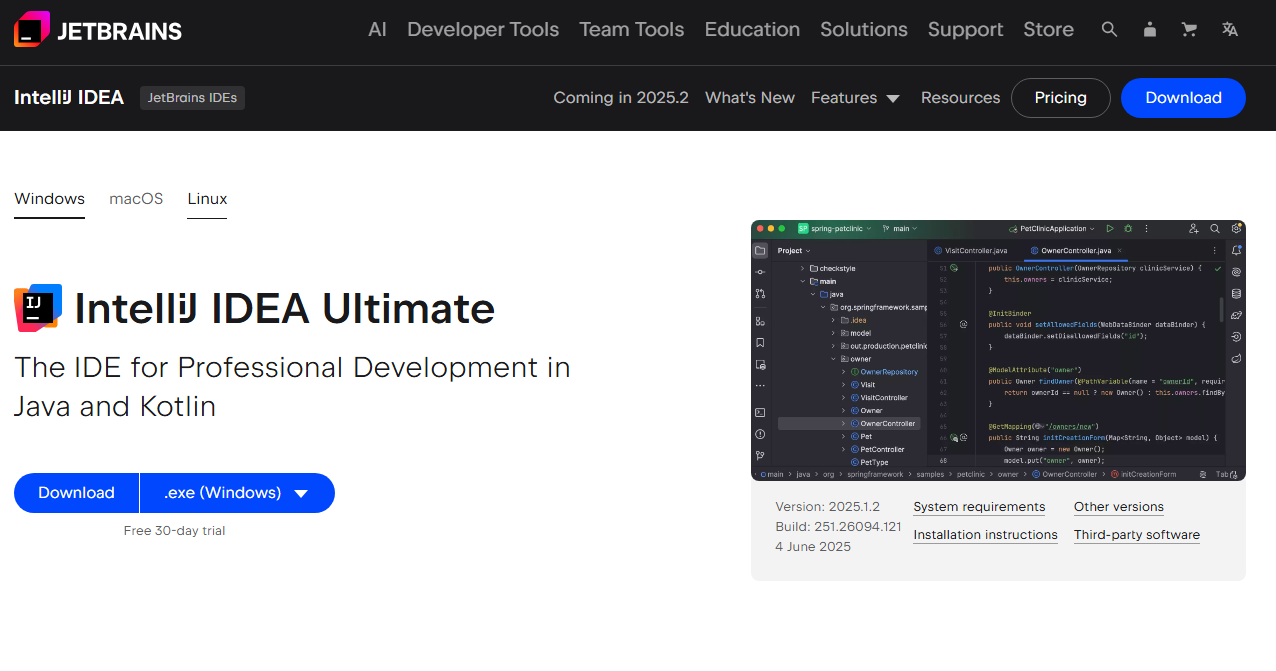 JETBRAINS
AI Developer Tools Team Tools Education Solutions Support Store
IntelliJ IDEA JetBrains IDEs Coming in 2025.2 What's New Features Resources Pricing Download
Windows macOS Linux
IntelliJ IDEA Ultimate
The IDE for Professional Development in
Java and Kotlin
Download .exe (Windows)
Free 30-day trial
SP spring-petclinic main PetClinicApplication
Project
checkstyle
main
java
org.springframework.samp
.idea
model
out.production.petclinic
owner
OwnerRepository
Visit
VisitController
Owner
OwnerController
Pet
PetController
PetType
VisitController.java OwnerController.java
51 public OwnerController(OwnerRepository clinicService) {
52 this.owners = clinicService;
53 }
54
55 @InitBinder
56 public void setAllowedFields(WebDataBinder dataBinder) {
57 dataBinder.setDisallowedFields("id");
58 }
59
60 @ModelAttribute("owner")
61 public Owner findOwner(@PathVariable(name = "ownerId", requir
62 return ownerId == null ? new Owner() : this.owners.findBy
63 }
64
65 @GetMapping("/owners/new")
66 public String initCreationForm(Map<String, Object> model) {
67 Owner owner = new Owner();
68 model.put("owner", owner);
main > java > org > springframework > samples > petclinic > owner > OwnerController > initCreationForm Tab
Version: 2025.1.2 System requirements Other versions
Build: 251.26094.121
Installation instructions Third-party software
4 June 2025